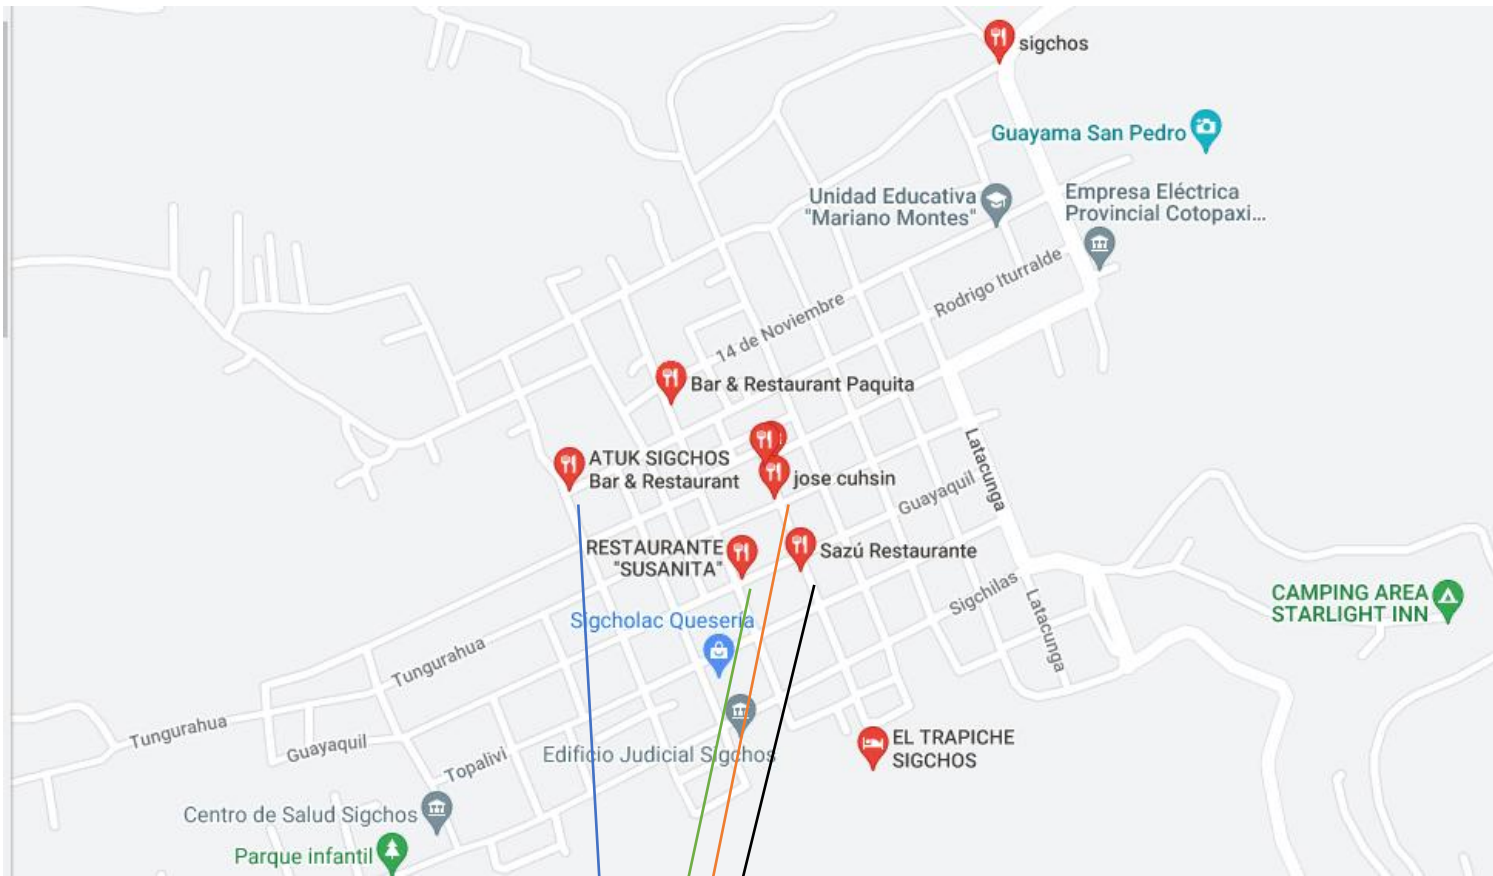 sigchos
Guayama San Pedro
Unidad Educativa
"Mariano Montes"
Empresa Eléctrica
Provincial Cotopaxi...
Rodrigo Iturralde
14 de Noviembre
Bar & Restaurant Paquita
ATUK SIGCHOS
Bar & Restaurant
jose cuhsin
Latacunga
Guayaquil
RESTAURANTE
"SUSANITA"
Sazú Restaurante
Sigchilas
Latacunga
CAMPING AREA
STARLIGHT INN
Sigcholac Quesería
Tungurahua
Tungurahua
Guayaquil
Topalivi
Edificio Judicial Sigchos
EL TRAPICHE
SIGCHOS
Centro de Salud Sigchos
Parque infantil